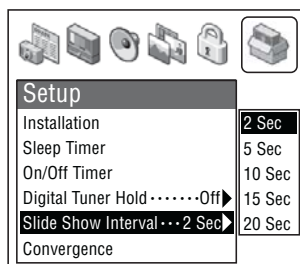 Setup
Installation
Sleep Timer
On/Off Timer
Digital Tuner Hold·······Off
Slide Show Interval···2 Sec
Convergence
2 Sec
5 Sec
10 Sec
15 Sec
20 Sec